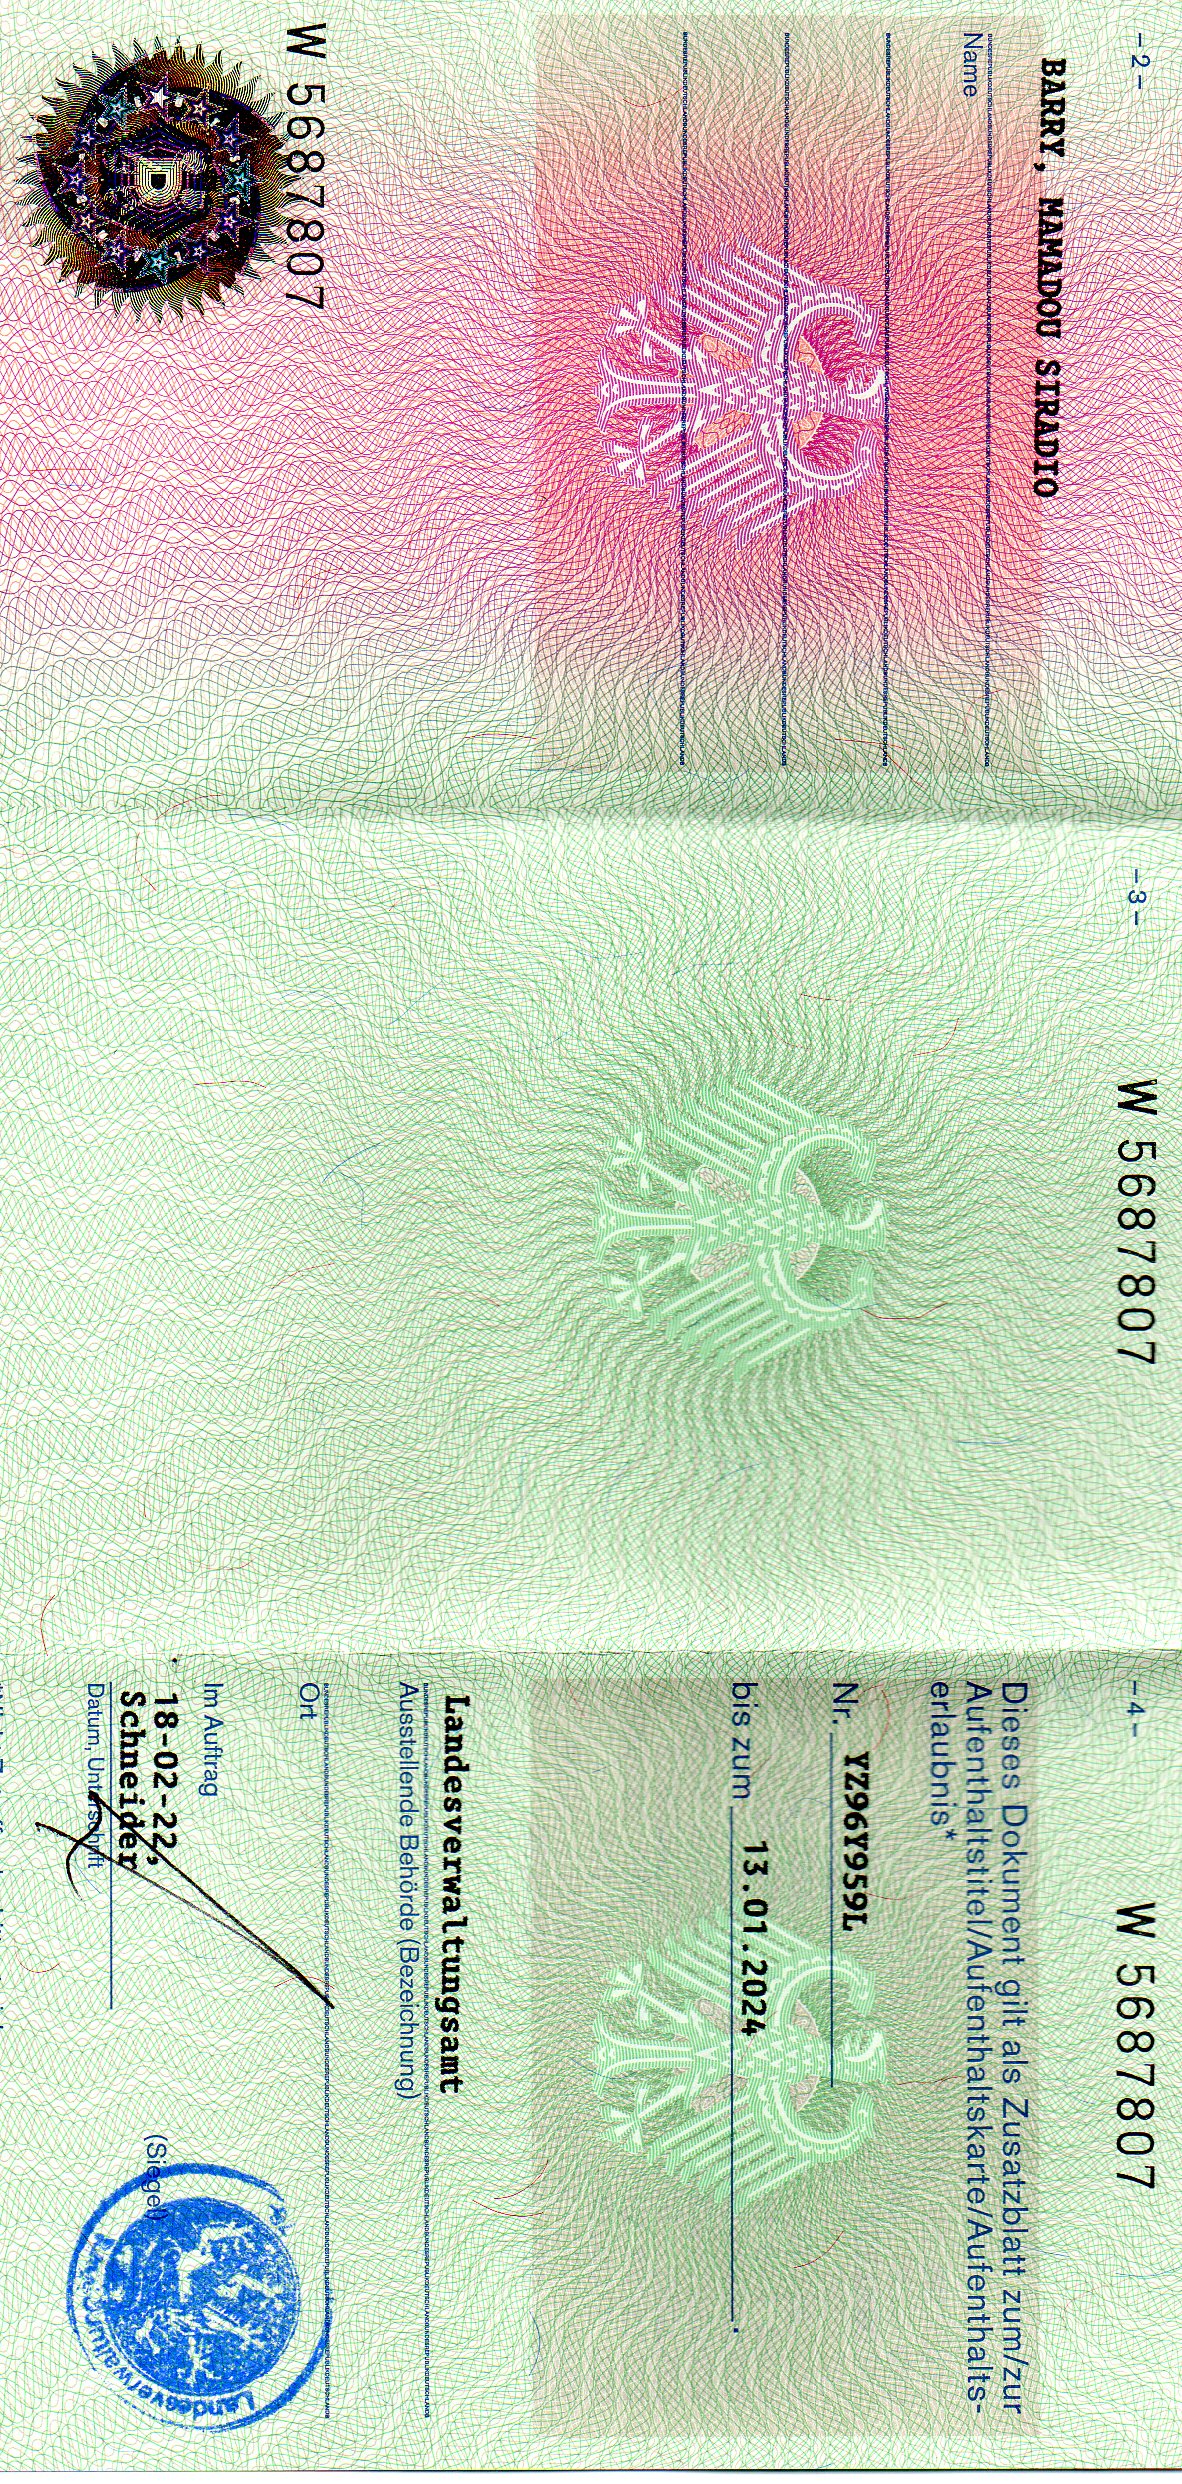 - 2 -
BARRY, MAMADOU SIRADIO
Name
W 5687807
D
- 3 -
W 5687807
- 4 -
W 5687807
Dieses Dokument gilt als Zusatzblatt zum/zur
Aufenthaltstitel/Aufenthaltskarte/Aufenthalts-
erlaubnis*
Nr. YZ96Y959L
bis zum 13.01.2024 .
Landesverwaltungsamt
Ausstellende Behörde (Bezeichnung)
Ort
Im Auftrag
18-02-22,
Schneider
Datum, Unterschrift
(Siegel)
Landesverwaltungsamt